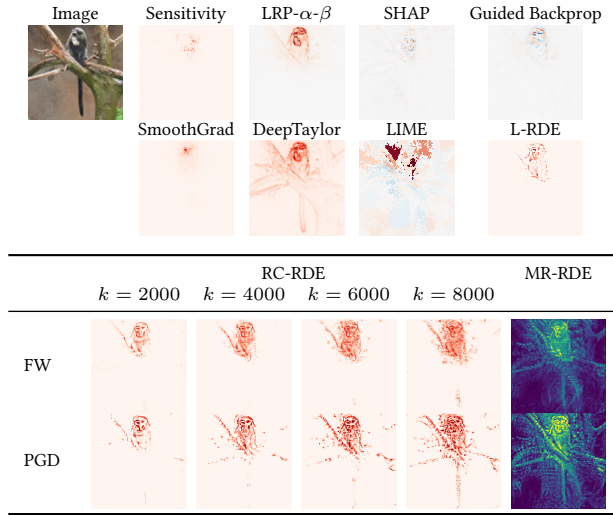 Image Sensitivity LRP-α-β SHAP Guided Backprop
SmoothGrad DeepTaylor LIME L-RDE
RC-RDE MR-RDE
k = 2000 k = 4000 k = 6000 k = 8000
FW
PGD